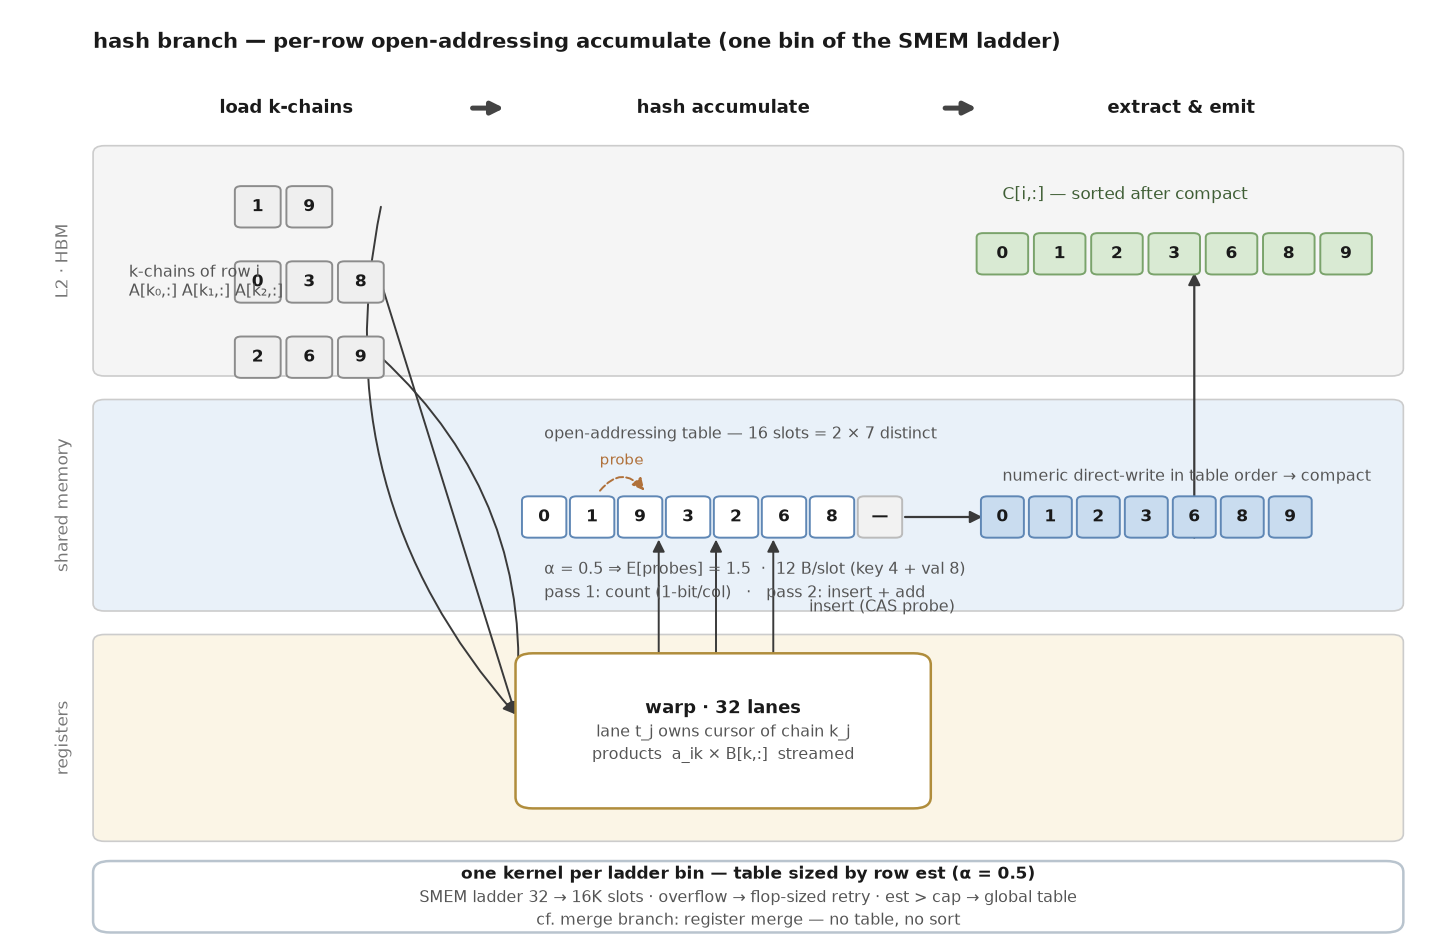 hash branch — per-row open-addressing accumulate (one bin of the SMEM ladder)
load k-chains
hash accumulate
extract & emit
L2 · HBM
1 9
k-chains of row i
A[k₀,:] A[k₁,:] A[k₂,:]
0 3 8
2 6 9
C[i,:] — sorted after compact
0 1 2 3 6 8 9
shared memory
open-addressing table — 16 slots = 2 × 7 distinct
probe
0 1 9 3 2 6 8 —
numeric direct-write in table order → compact
0 1 2 3 6 8 9
α = 0.5 ⇒ E[probes] = 1.5 · 12 B/slot (key 4 + val 8)
pass 1: count (1-bit/col) · pass 2: insert + add
insert (CAS probe)
registers
warp · 32 lanes
lane t_j owns cursor of chain k_j
products a_ik × B[k,:] streamed
one kernel per ladder bin — table sized by row est (α = 0.5)
SMEM ladder 32 → 16K slots · overflow → flop-sized retry · est > cap → global table
cf. merge branch: register merge — no table, no sort